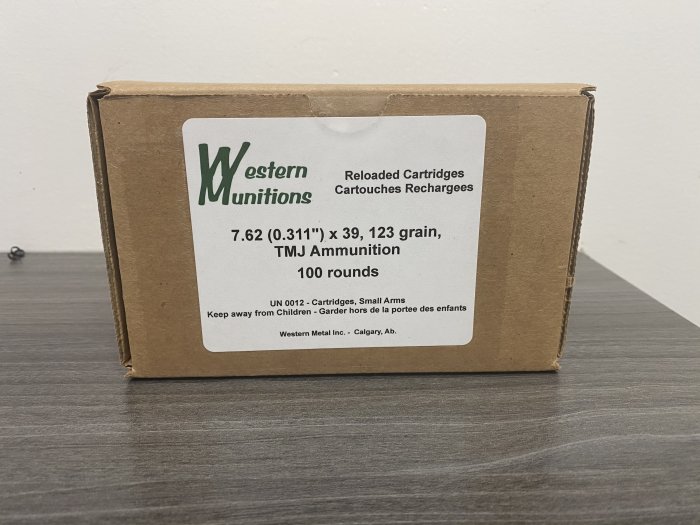 Western
Munitions
Reloaded Cartridges
Cartouches Rechargees
7.62 (0.311") x 39, 123 grain,
TMJ Ammunition
100 rounds
UN 0012 - Cartridges, Small Arms
Keep away from Children - Garder hors de la portee des enfants
Western Metal Inc. - Calgary, Ab.